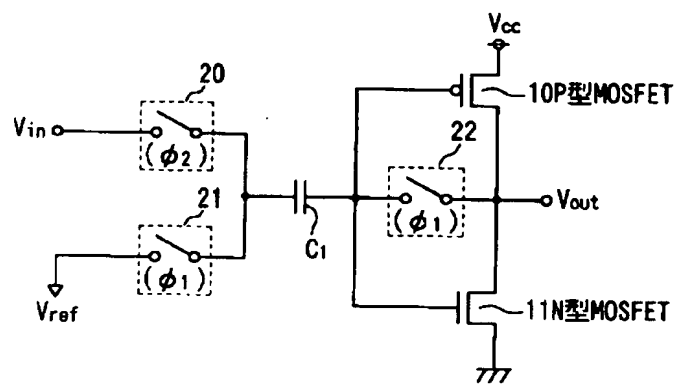 Vcc
20
10P型MOSFET
Vin
(ϕ2)
22
21
Vout
(ϕ1)
C1
(ϕ1)
Vref
11N型MOSFET